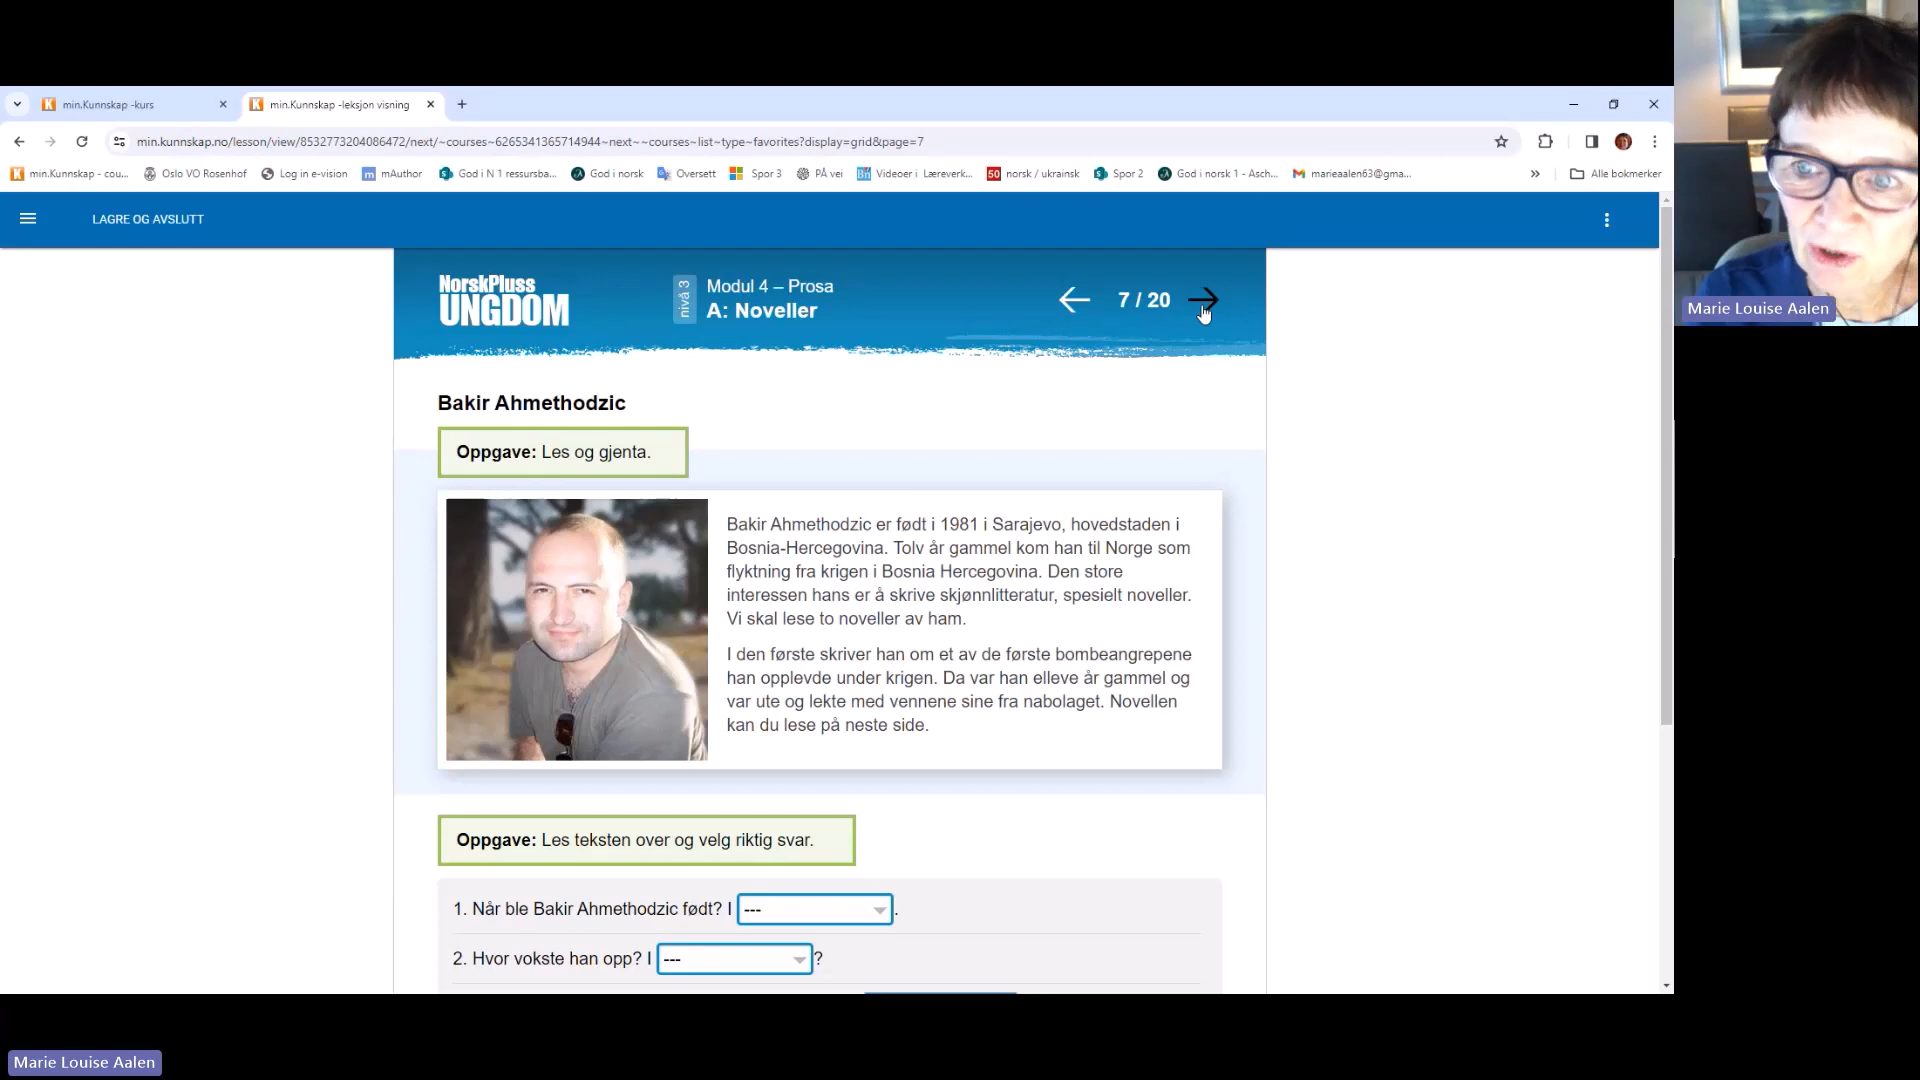 min.Kunnskap -kurs
min.Kunnskap -leksjon visning
min.kunnskap.no/lesson/view/8532773204086472/next/~courses~6265341365714944~next~~courses~list~type~favorites?display=grid&page=7
min.Kunnskap - cou...
Oslo VO Rosenhof
Log in e-vision
m mAuthor
God i N 1 ressursba...
God i norsk
Oversett
Spor 3
PÅ vei
Videoer i Læreverk...
50 norsk / ukrainsk
Spor 2
God i norsk 1 - Asch...
marieaalen63@gma...
Alle bokmerker
LAGRE OG AVSLUTT
NorskPluss
UNGDOM
nivå 3
Modul 4 – Prosa
A: Noveller
7 / 20
Bakir Ahmethodzic
Oppgave: Les og gjenta.
Bakir Ahmethodzic er født i 1981 i Sarajevo, hovedstaden i
Bosnia-Hercegovina. Tolv år gammel kom han til Norge som
flyktning fra krigen i Bosnia Hercegovina. Den store
interessen hans er å skrive skjønnlitteratur, spesielt noveller.
Vi skal lese to noveller av ham.
I den første skriver han om et av de første bombeangrepene
han opplevde under krigen. Da var han elleve år gammel og
var ute og lekte med vennene sine fra nabolaget. Novellen
kan du lese på neste side.
Oppgave: Les teksten over og velg riktig svar.
1. Når ble Bakir Ahmethodzic født? I --- .
2. Hvor vokste han opp? I --- ?
Marie Louise Aalen
Marie Louise Aalen